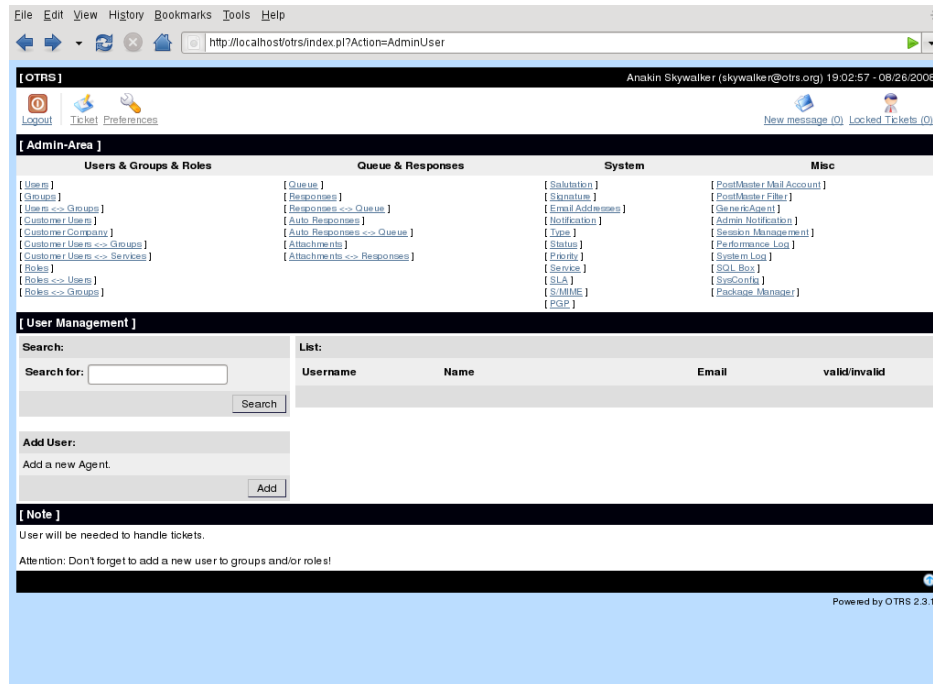 File Edit View History Bookmarks Tools Help
http://localhost/otrs/index.pl?Action=AdminUser
[ OTRS ] Anakin Skywalker (skywalker@otrs.org) 19:02:57 - 08/26/2008
Logout Ticket Preferences New message (0) Locked Tickets (0)
[ Admin-Area ]
Users & Groups & Roles Queue & Responses System Misc
[ Users ] [ Queue ] [ Salutation ] [ PostMaster Mail Account ]
[ Groups ] [ Responses ] [ Signature ] [ PostMaster Filter ]
[ Users <-> Groups ] [ Responses <-> Queue ] [ Email Addresses ] [ GenericAgent ]
[ Customer Users ] [ Auto Responses ] [ Notification ] [ Admin Notification ]
[ Customer Company ] [ Auto Responses <-> Queue ] [ Type ] [ Session Management ]
[ Customer Users <-> Groups ] [ Attachments ] [ Status ] [ Performance Log ]
[ Customer Users <-> Services ] [ Attachments <-> Responses ] [ Priority ] [ System Log ]
[ Roles ] [ Service ] [ SQL Box ]
[ Roles <-> Users ] [ SLA ] [ SysConfig ]
[ Roles <-> Groups ] [ S/MIME ] [ Package Manager ]
[ PGP ]
[ User Management ]
Search: List:
Search for: Username Name Email valid/invalid
Search
Add User:
Add a new Agent.
Add
[ Note ]
User will be needed to handle tickets.
Attention: Don't forget to add a new user to groups and/or roles!
Powered by OTRS 2.3.1